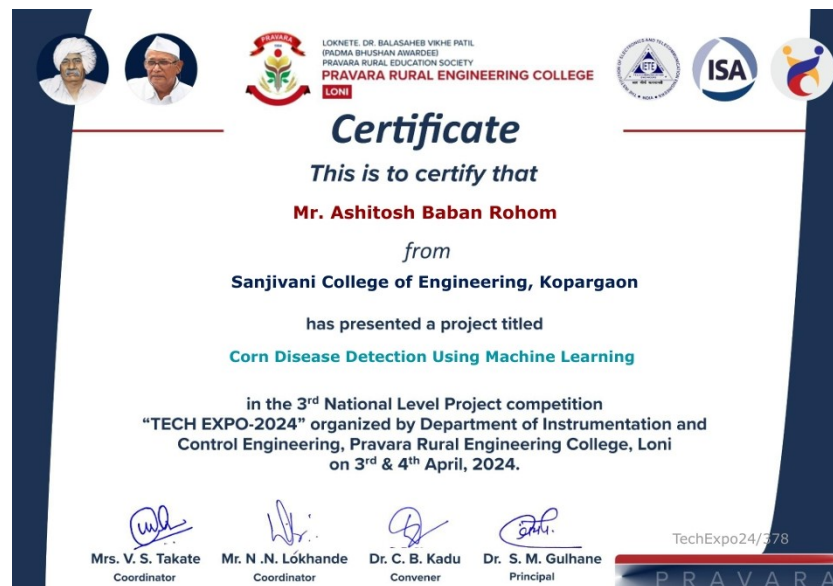 PRAVARA
LOKNETE. DR. BALASAHEB VIKHE PATIL
(PADMA BHUSHAN AWARDEE)
PRAVARA RURAL EDUCATION SOCIETY
PRAVARA RURAL ENGINEERING COLLEGE
LONI
IETE
ISA
Certificate
This is to certify that
Mr. Ashitosh Baban Rohom
from
Sanjivani College of Engineering, Kopargaon
has presented a project titled
Corn Disease Detection Using Machine Learning
in the 3rd National Level Project competition
“TECH EXPO-2024” organized by Department of Instrumentation and
Control Engineering, Pravara Rural Engineering College, Loni
on 3rd & 4th April, 2024.
TechExpo24/378
Mrs. V. S. Takate Mr. N .N. Lokhande Dr. C. B. Kadu Dr. S. M. Gulhane
Coordinator Coordinator Convener Principal
PRAVARA